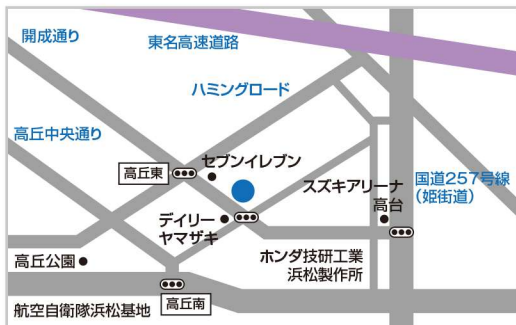 開成通り
東名高速道路
ハミングロード
高丘中央通り
高丘東
セブンイレブン
スズキアリーナ
高台
国道257号線
(姫街道)
デイリー
ヤマザキ
ホンダ技研工業
浜松製作所
高丘公園
高丘南
航空自衛隊浜松基地